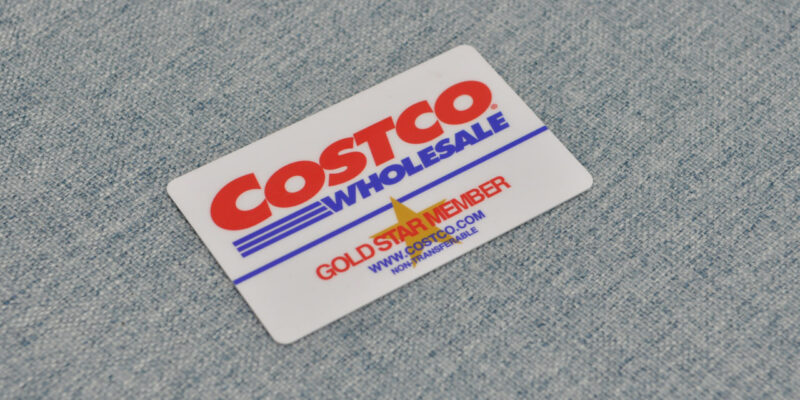 COSTCO®
WHOLESALE
GOLD STAR MEMBER
WWW.COSTCO.COM
NON-TRANSFERABLE